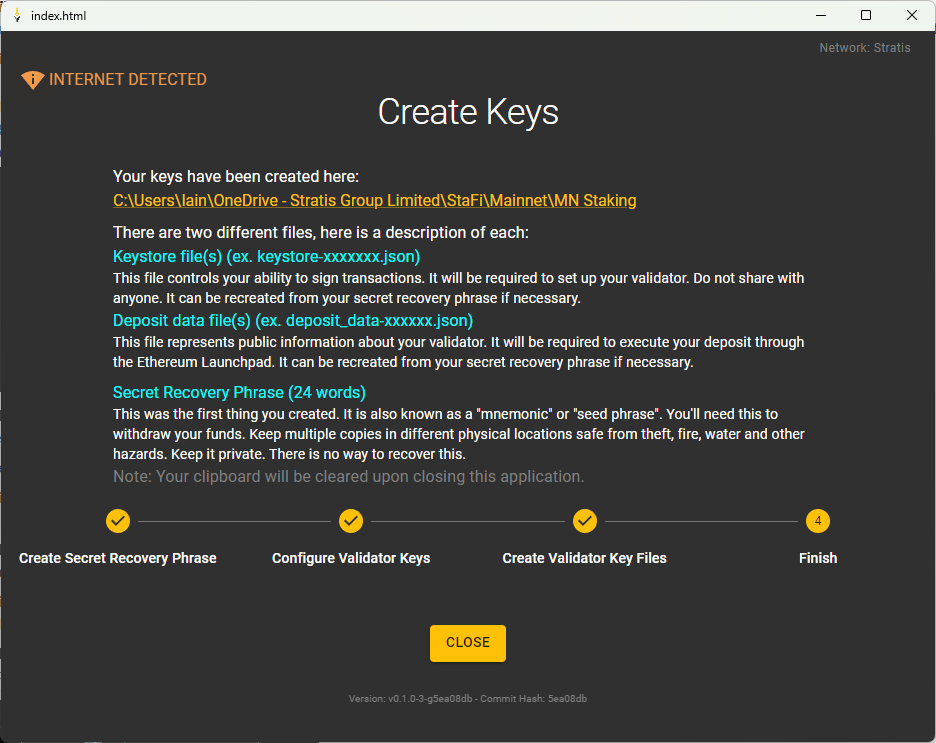 index.html
Network: Stratis
INTERNET DETECTED
Create Keys
Your keys have been created here:
C:\Users\Iain\OneDrive - Stratis Group Limited\StaFi\Mainnet\MN Staking
There are two different files, here is a description of each:
Keystore file(s) (ex. keystore-xxxxxxx.json)
This file controls your ability to sign transactions. It will be required to set up your validator. Do not share with
anyone. It can be recreated from your secret recovery phrase if necessary.
Deposit data file(s) (ex. deposit_data-xxxxxx.json)
This file represents public information about your validator. It will be required to execute your deposit through
the Ethereum Launchpad. It can be recreated from your secret recovery phrase if necessary.
Secret Recovery Phrase (24 words)
This was the first thing you created. It is also known as a "mnemonic" or "seed phrase". You'll need this to
withdraw your funds. Keep multiple copies in different physical locations safe from theft, fire, water and other
hazards. Keep it private. There is no way to recover this.
Note: Your clipboard will be cleared upon closing this application.
4
Create Secret Recovery Phrase
Configure Validator Keys
Create Validator Key Files
Finish
CLOSE
Version: v0.1.0-3-g5ea08db - Commit Hash: 5ea08db